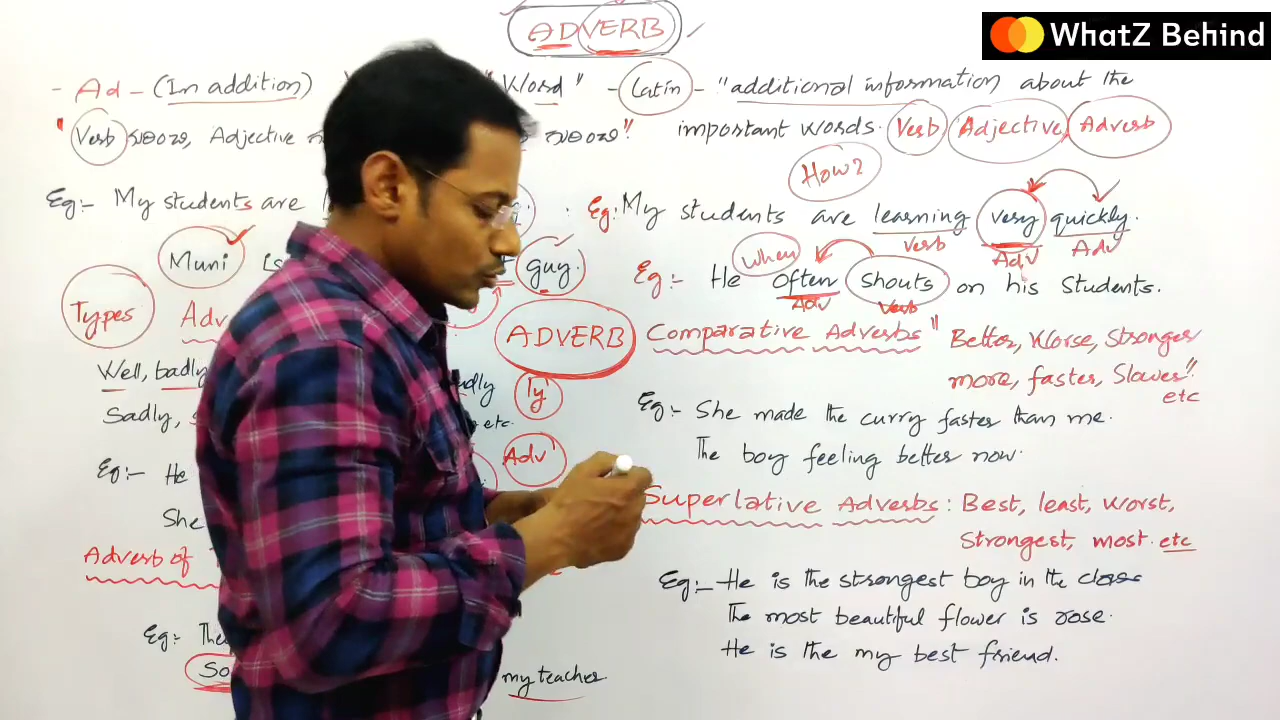 ADVERB
WhatZ Behind
- Ad - (In addition) Word" - Latin - "additional information about the
"Verb ను, Adjective important words. Verb Adjective, Adverb
How?
Eg:- My students are : Eg: My students are learning very quickly.
verb Adv Adv
Muni is guy.
When
Eg:- He often shouts on his students.
Adv Verb
Types Adv
ADVERB
Comparative Adverbs" Better, Worse, Stronger
Well, badly
ly
more, faster, Slower"
etc
Sadly, etc.
Eg:- She made the curry faster than me.
Adv
Eg:- He
The boy feeling better now.
She
Superlative Adverbs : Best, least, worst,
Strongest, most. etc
Adverb of
Eg:- He is the strongest boy in the class
The most beautiful flower is rose.
Eg:-
He is the my best friend.
So my teacher.